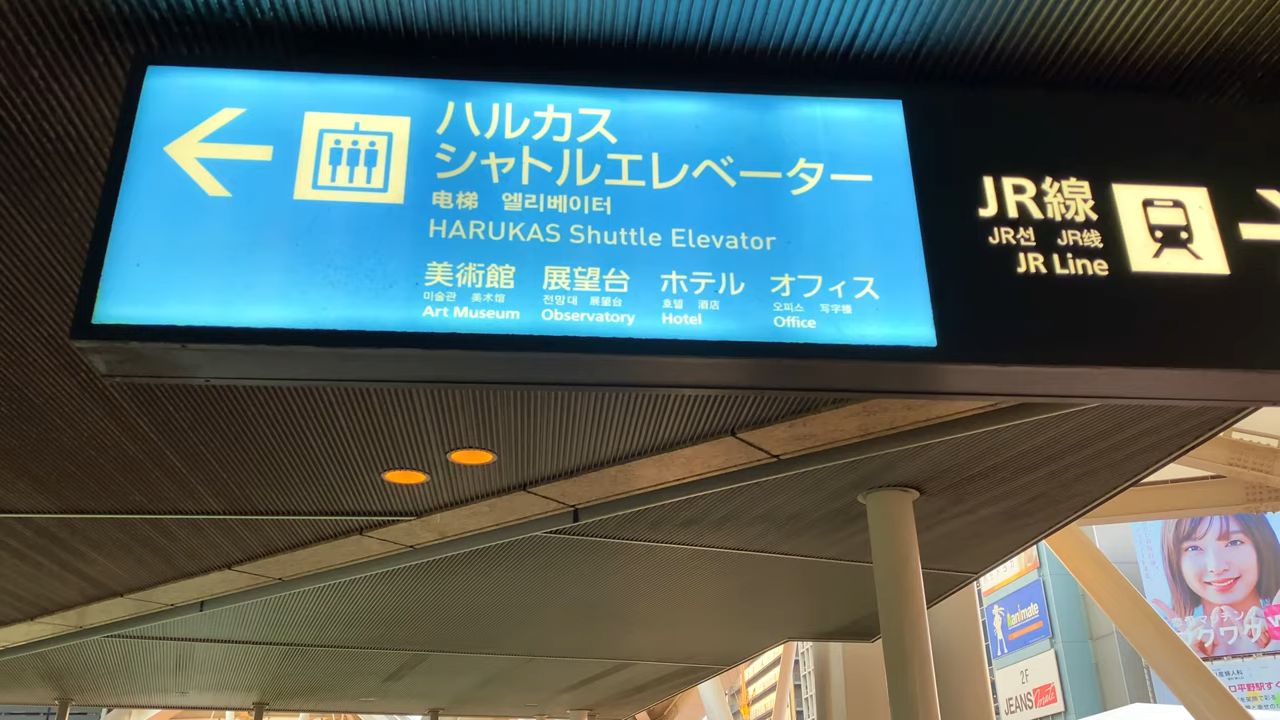 ハルカス
シャトルエレベーター
电梯 엘리베이터
HARUKAS Shuttle Elevator
美術館 展望台 ホテル オフィス
미술관 美术馆 전망대 展望台 호텔 酒店 오피스 写字楼
Art Museum Observatory Hotel Office
JR線
JR선 JR线
JR Line
animate
2F
JEANS